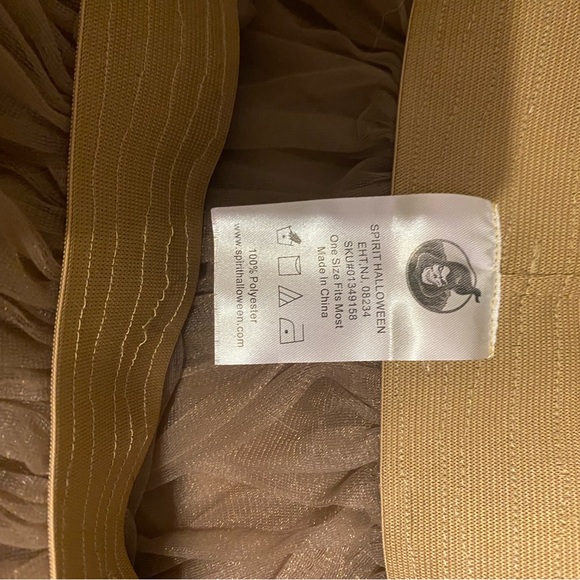 SPIRIT HALLOWEEN
EHT,NJ, 08234
SKU#01349158
One Size Fits Most
Made In China
100% Polyester
www.spirithalloween.com